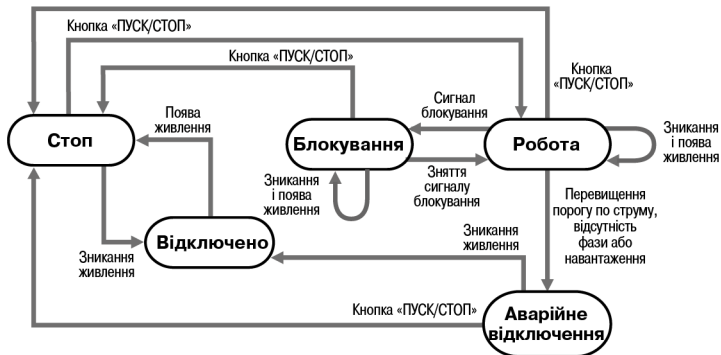 Кнопка «ПУСК/СТОП»
Кнопка «ПУСК/СТОП»
Кнопка
«ПУСК/СТОП»
Поява
живлення
Сигнал
блокування
Стоп
Блокування
Робота
Зникання
і поява
живлення
Зникання
і поява
живлення
Зняття
сигналу
блокування
Перевищення
порогу по струму,
відсутність
фази або
навантаження
Відключено
Зникання
живлення
Зникання
живлення
Кнопка «ПУСК/СТОП»
Аварійне
відключення